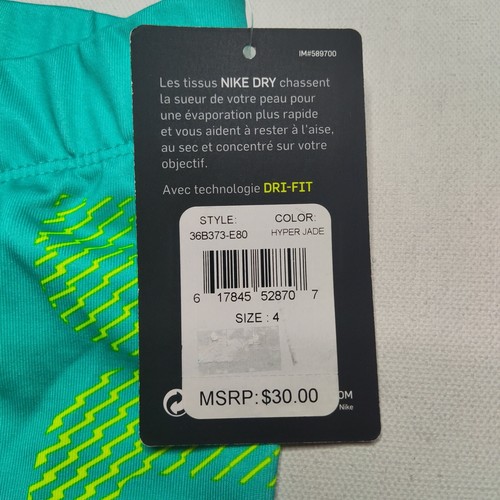 IM#589700
Les tissus NIKE DRY chassent
la sueur de votre peau pour
une évaporation plus rapide
et vous aident à rester à l'aise,
au sec et concentré sur votre
objectif.
Avec technologie DRI-FIT
STYLE: COLOR:
36B373-E80 HYPER JADE
6 17845 52870 7
SIZE : 4
MSRP: $30.00
OM
Nike